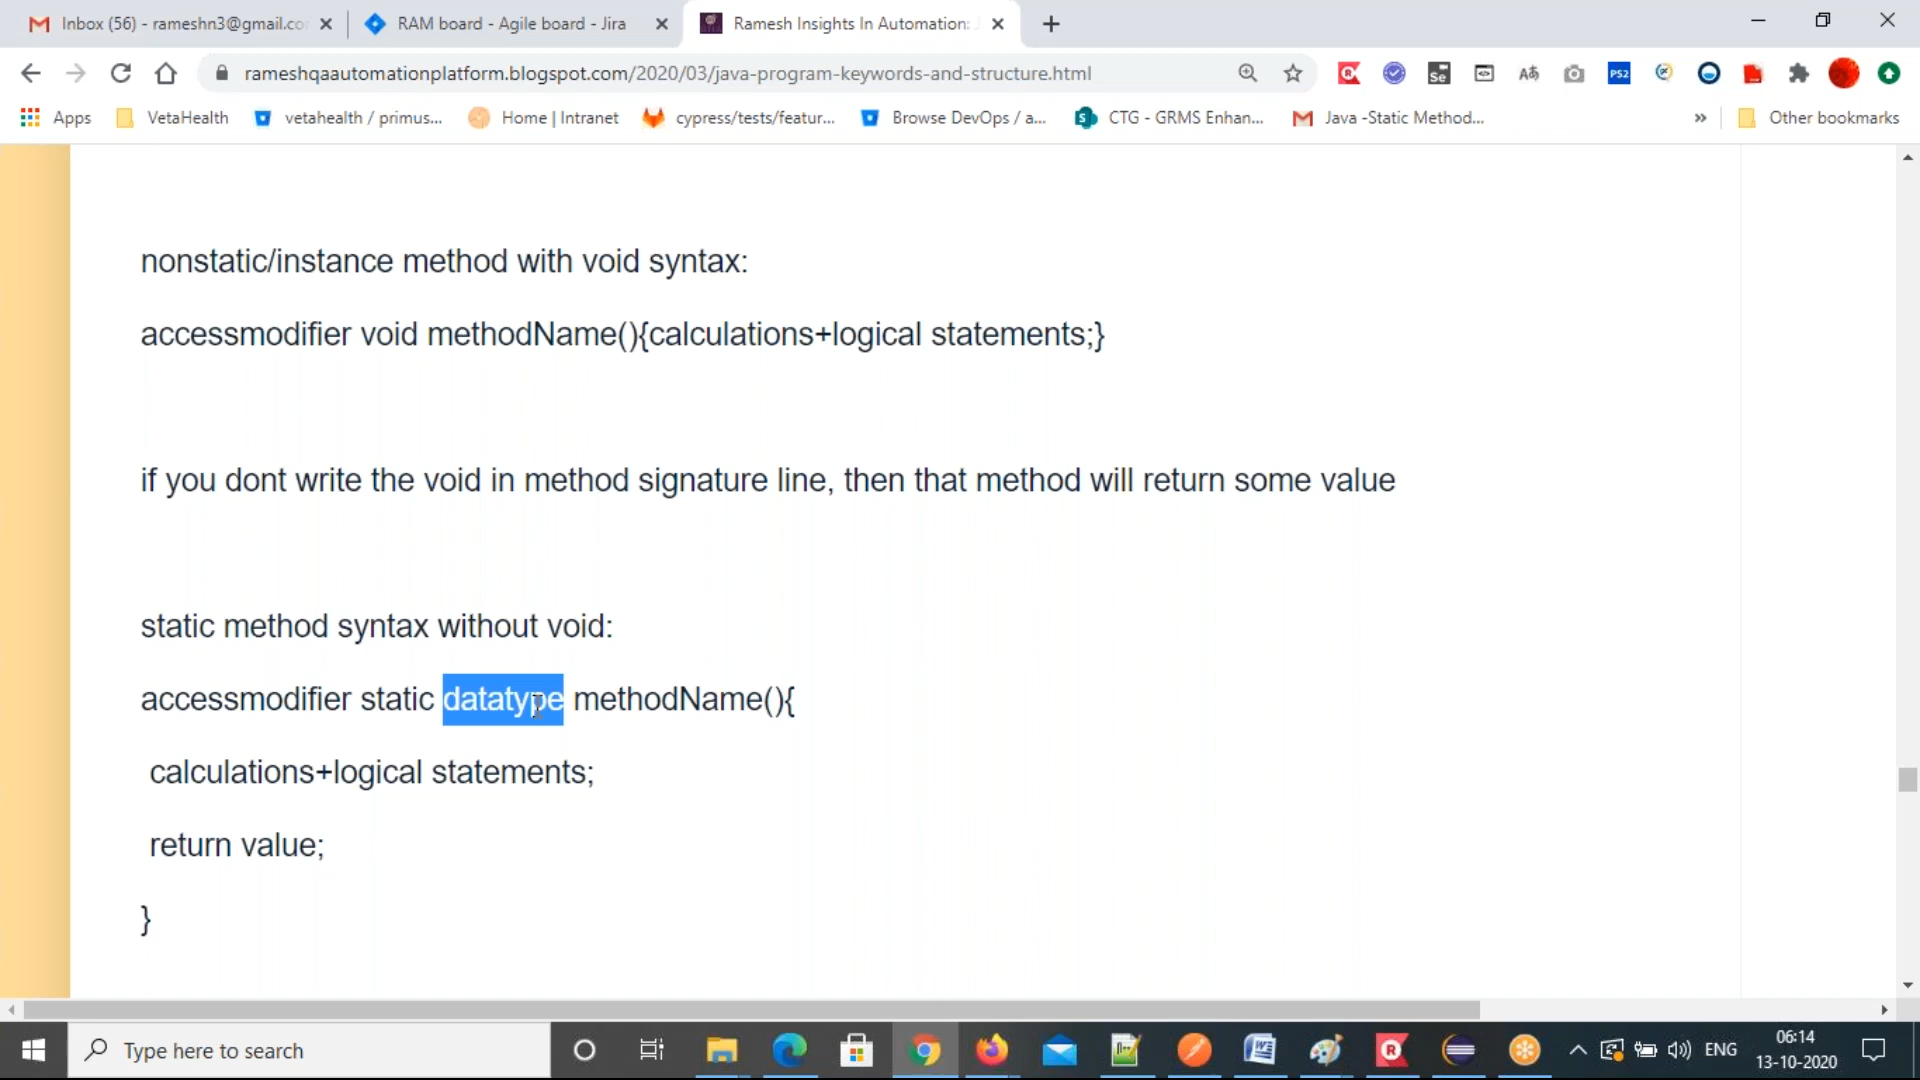 Inbox (56) - rameshn3@gmail.co
RAM board - Agile board - Jira
Ramesh Insights In Automation:
rameshqaautomationplatform.blogspot.com/2020/03/java-program-keywords-and-structure.html
Apps
VetaHealth
vetahealth / primus...
Home | Intranet
cypress/tests/featur...
Browse DevOps / a...
CTG - GRMS Enhan...
Java -Static Method...
»
Other bookmarks
nonstatic/instance method with void syntax:
accessmodifier void methodName(){calculations+logical statements;}
if you dont write the void in method signature line, then that method will return some value
static method syntax without void:
accessmodifier static datatype methodName(){
calculations+logical statements;
return value;
}
Type here to search
ENG
06:14
13-10-2020